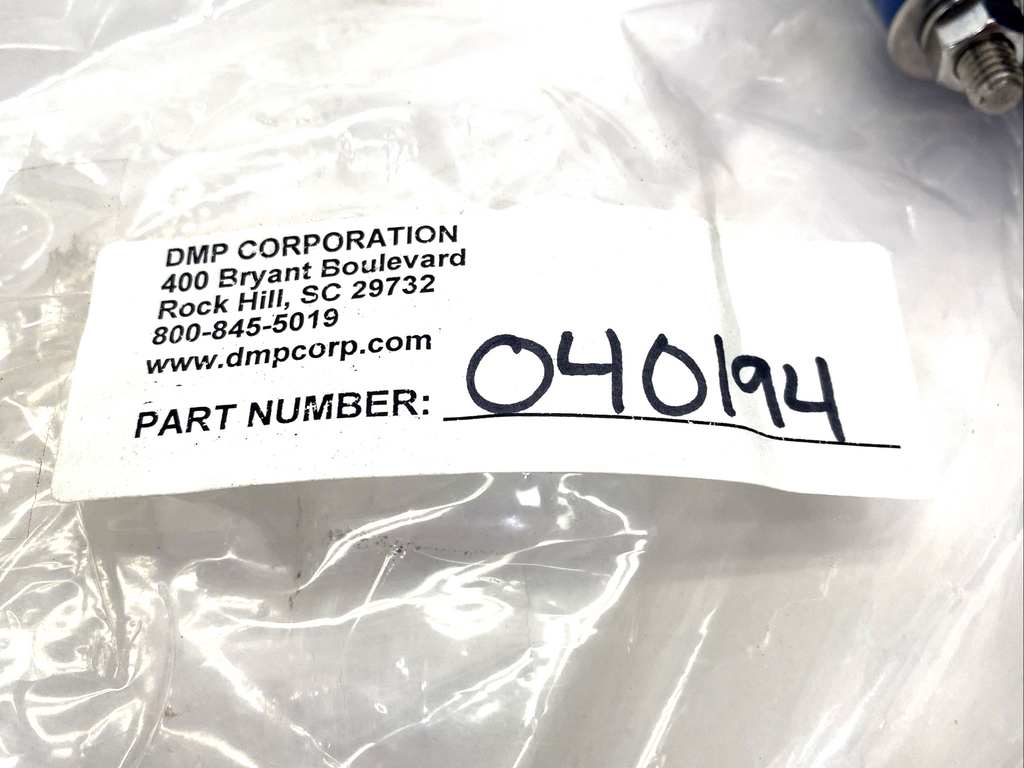 DMP CORPORATION
400 Bryant Boulevard
Rock Hill, SC 29732
800-845-5019
www.dmpcorp.com
PART NUMBER: 040194